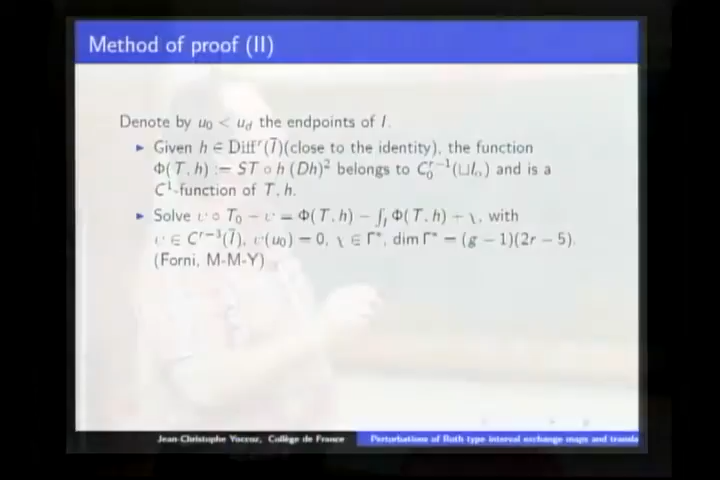 Method of proof (II)
Denote by u₀ < u_d the endpoints of I.
► Given h ∈ Diff^r(Ī)(close to the identity), the function
Φ(T, h) := ST ∘ h (Dh)² belongs to C₀^{r−1}(⊔I_α) and is a
C¹-function of T, h.
► Solve ψ ∘ T₀ − ψ = Φ(T, h) − ∫_I Φ(T, h) − χ, with
ψ ∈ C^{r−3}(Ī), ψ(u₀) = 0, χ ∈ Γ*, dim Γ* = (g − 1)(2r − 5).
(Forni, M-M-Y)
Jean-Christophe Yoccoz, Collège de France
Perturbations of Roth type interval exchange maps and transla